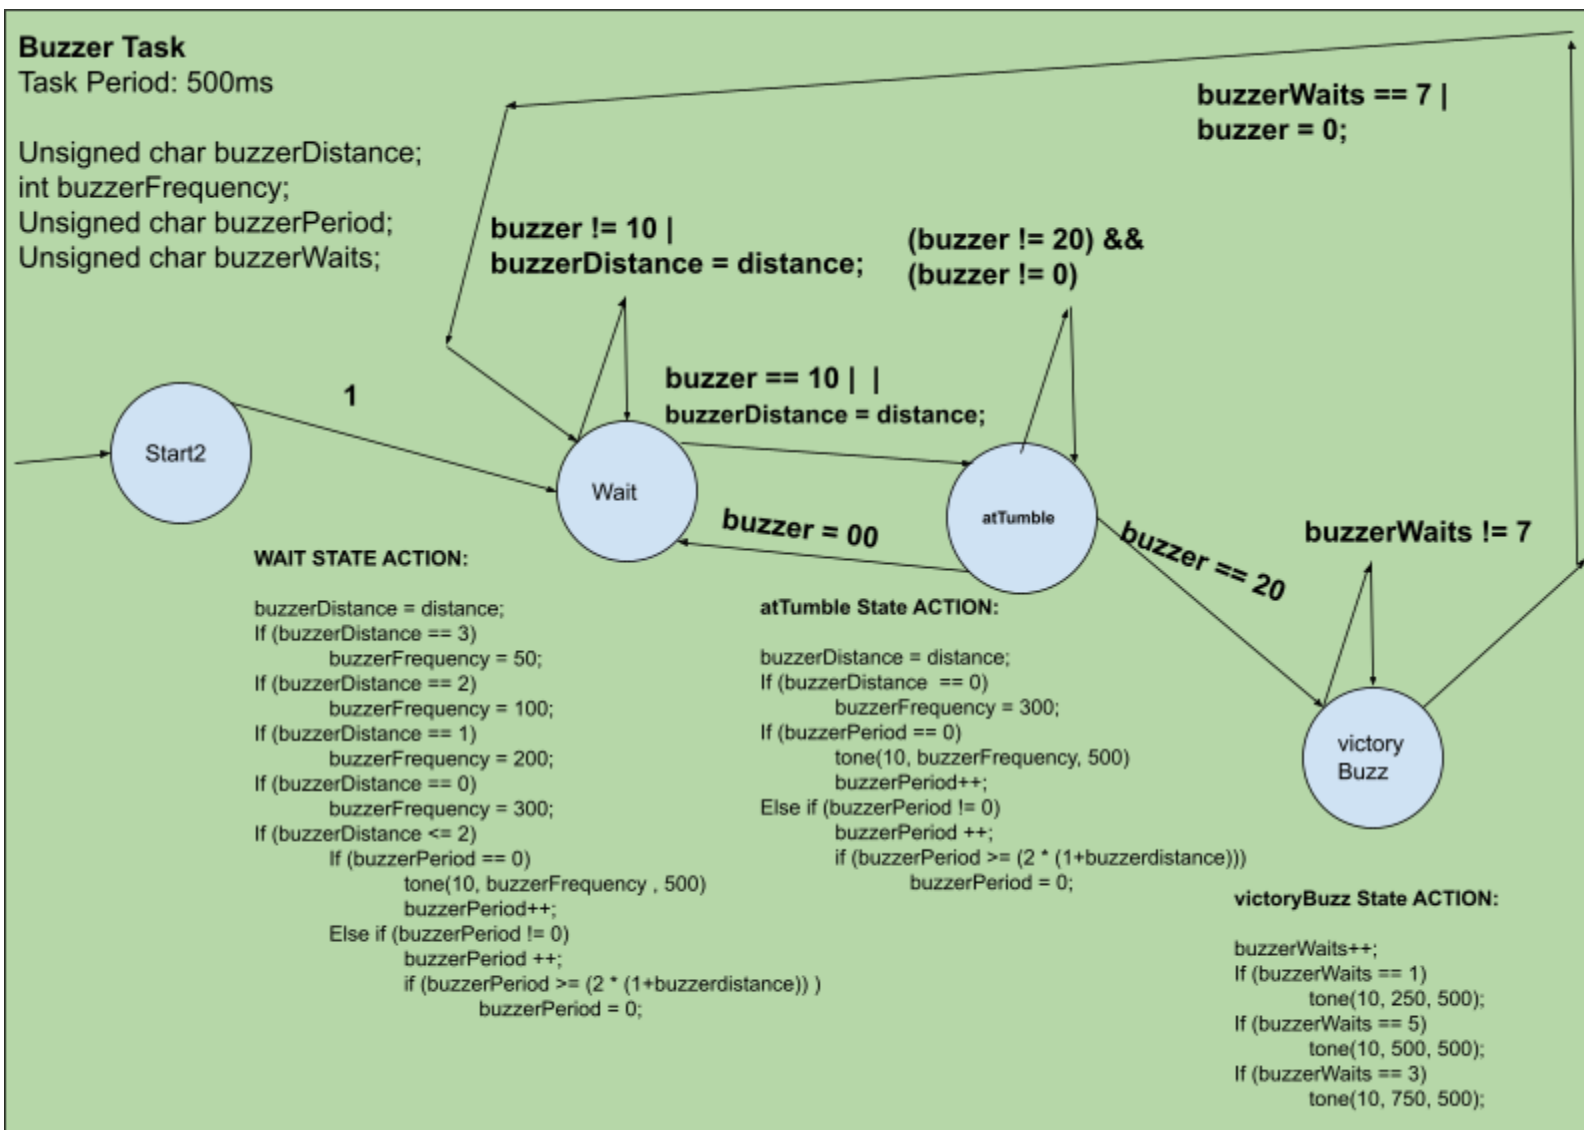 Buzzer Task
Task Period: 500ms
Unsigned char buzzerDistance;
int buzzerFrequency;
Unsigned char buzzerPeriod;
Unsigned char buzzerWaits;
buzzerWaits == 7 |
buzzer = 0;
buzzer != 10 |
buzzerDistance = distance;
(buzzer != 20) &&
(buzzer != 0)
1
buzzer == 10 | |
buzzerDistance = distance;
Start2
Wait
atTumble
buzzer = 00
buzzer == 20
buzzerWaits != 7
victory
Buzz
WAIT STATE ACTION:
buzzerDistance = distance;
If (buzzerDistance == 3)
buzzerFrequency = 50;
If (buzzerDistance == 2)
buzzerFrequency = 100;
If (buzzerDistance == 1)
buzzerFrequency = 200;
If (buzzerDistance == 0)
buzzerFrequency = 300;
If (buzzerDistance <= 2)
If (buzzerPeriod == 0)
tone(10, buzzerFrequency , 500)
buzzerPeriod++;
Else if (buzzerPeriod != 0)
buzzerPeriod ++;
if (buzzerPeriod >= (2 * (1+buzzerdistance)) )
buzzerPeriod = 0;
atTumble State ACTION:
buzzerDistance = distance;
If (buzzerDistance  == 0)
buzzerFrequency = 300;
If (buzzerPeriod == 0)
tone(10, buzzerFrequency, 500)
buzzerPeriod++;
Else if (buzzerPeriod != 0)
buzzerPeriod ++;
if (buzzerPeriod >= (2 * (1+buzzerdistance)))
buzzerPeriod = 0;
victoryBuzz State ACTION:
buzzerWaits++;
If (buzzerWaits == 1)
tone(10, 250, 500);
If (buzzerWaits == 5)
tone(10, 500, 500);
If (buzzerWaits == 3)
tone(10, 750, 500);